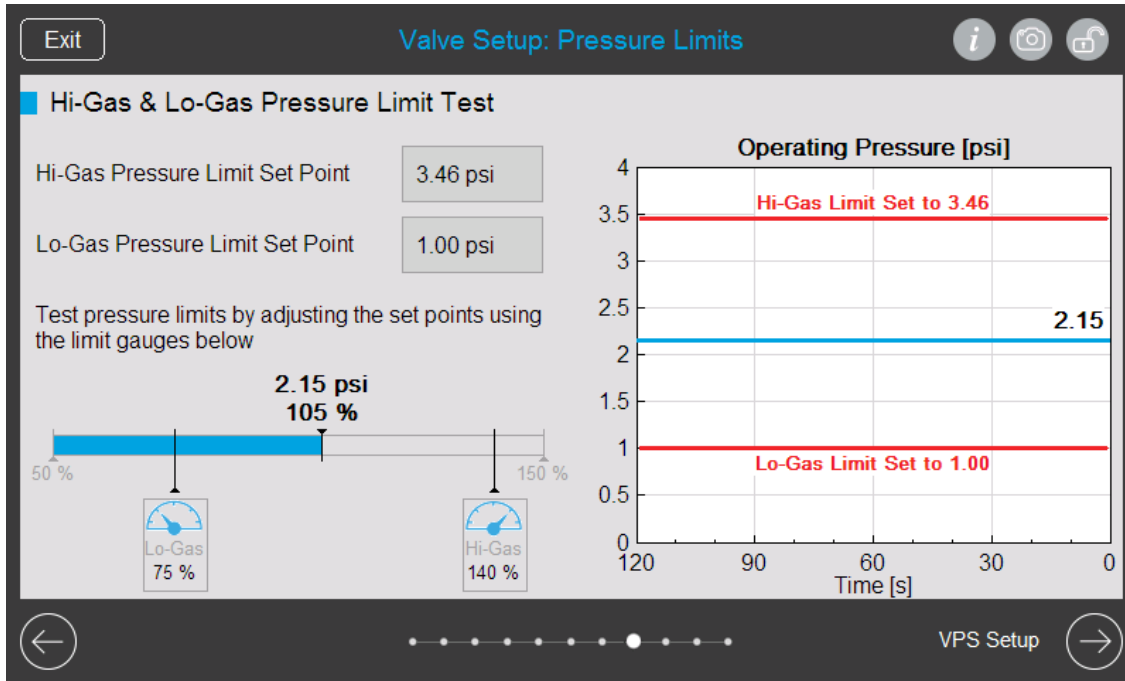 Exit
Valve Setup: Pressure Limits
i
Hi-Gas & Lo-Gas Pressure Limit Test
Hi-Gas Pressure Limit Set Point
3.46 psi
Lo-Gas Pressure Limit Set Point
1.00 psi
Test pressure limits by adjusting the set points using
the limit gauges below
2.15 psi
105 %
50 %
150 %
Lo-Gas
75 %
Hi-Gas
140 %
Operating Pressure [psi]
4
3.5
3
2.5
2
1.5
1
0.5
0
Hi-Gas Limit Set to 3.46
2.15
Lo-Gas Limit Set to 1.00
120
90
60
30
0
Time [s]
VPS Setup